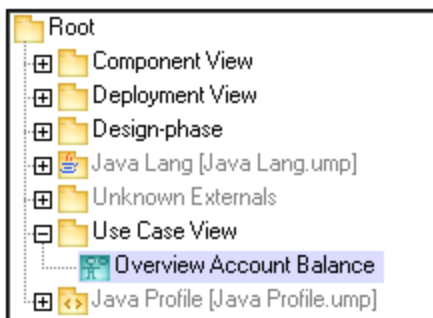 Root
Component View
Deployment View
Design-phase
Java Lang [Java Lang.ump]
Unknown Externals
Use Case View
Overview Account Balance
Java Profile [Java Profile.ump]